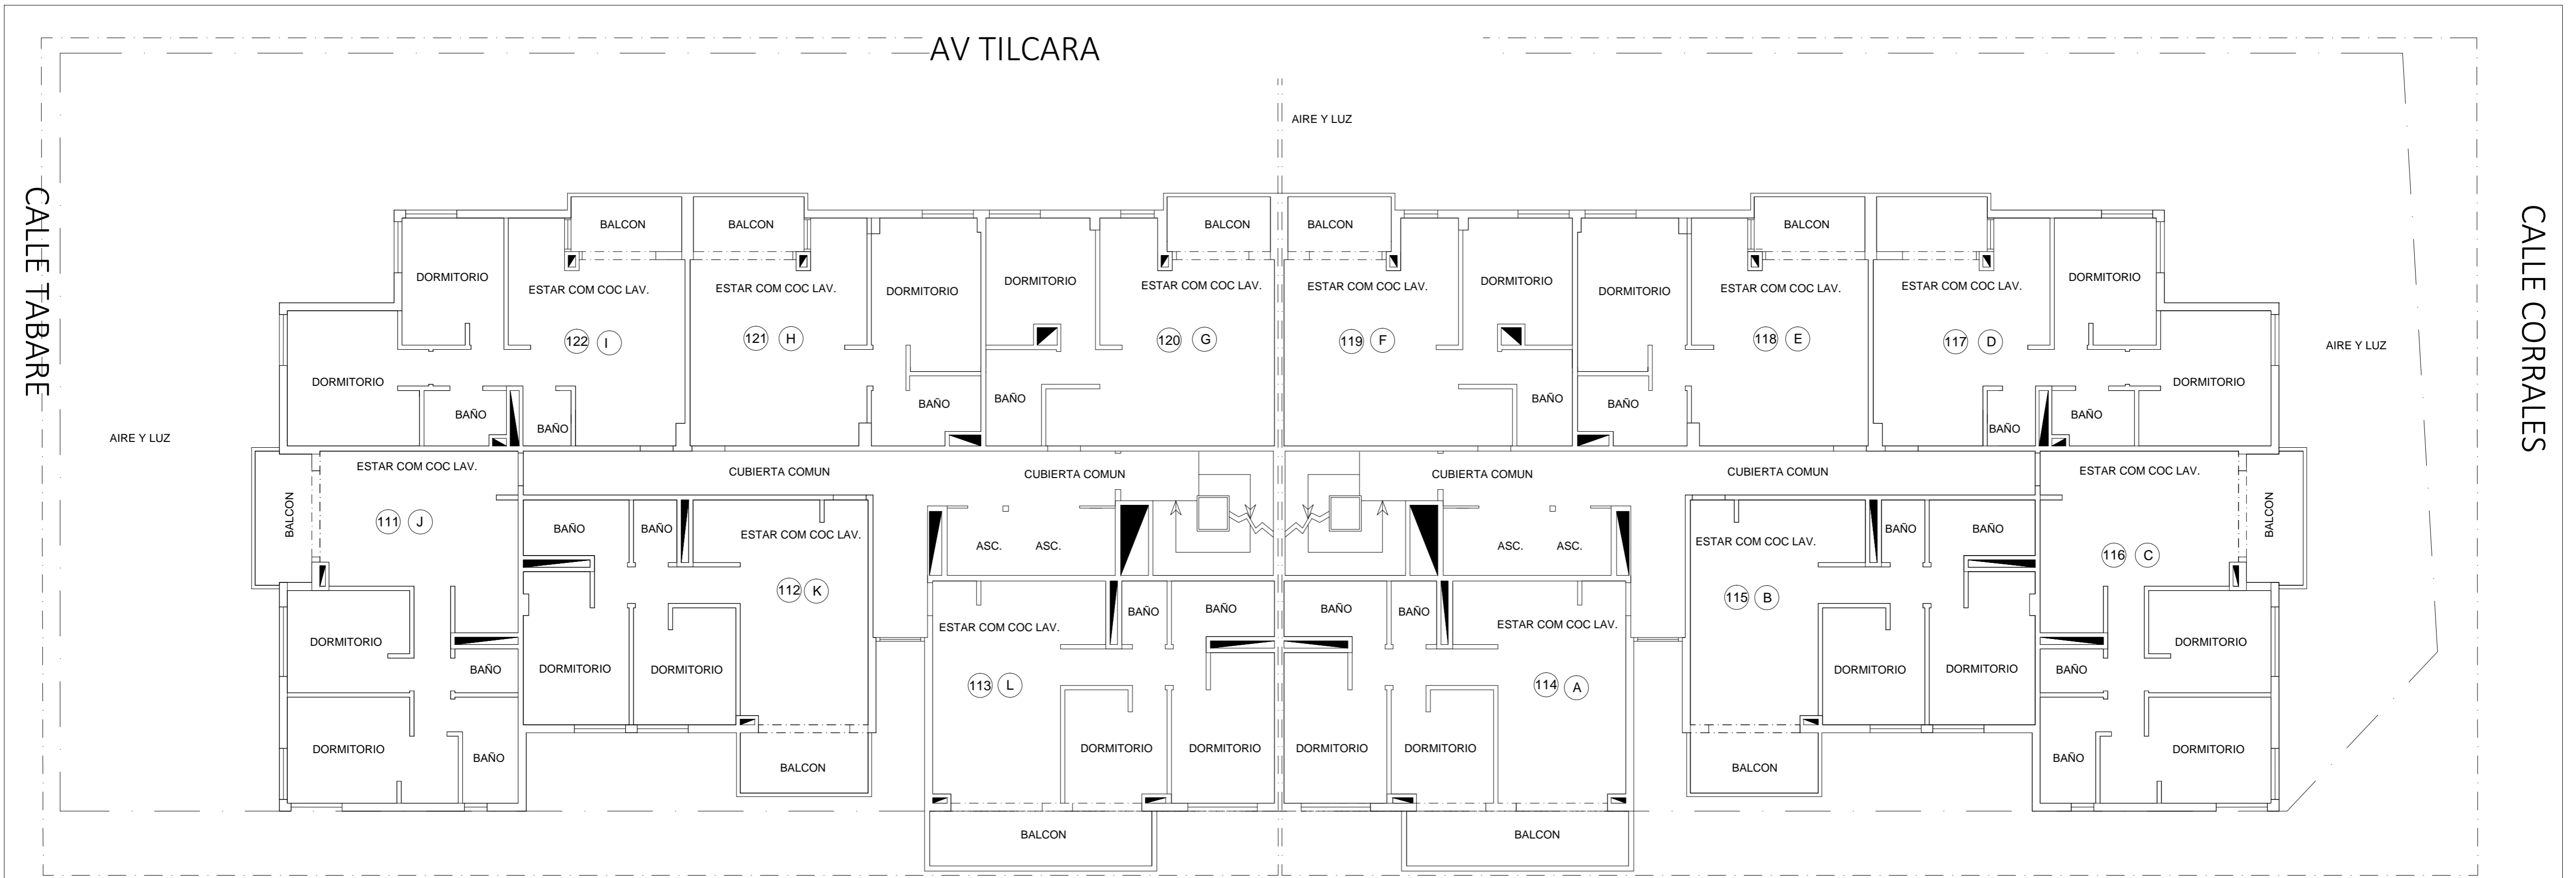 AV TILCARA
AIRE Y LUZ
CALLE TABARE
CALLE CORRALES
BALCON
BALCON
BALCON
BALCON
BALCON
DORMITORIO
ESTAR COM COC LAV.
ESTAR COM COC LAV.
DORMITORIO
DORMITORIO
ESTAR COM COC LAV.
ESTAR COM COC LAV.
DORMITORIO
DORMITORIO
ESTAR COM COC LAV.
ESTAR COM COC LAV.
DORMITORIO
122 I
121 H
120 G
119 F
118 E
117 D
AIRE Y LUZ
DORMITORIO
DORMITORIO
BAÑO
BAÑO
BAÑO
BAÑO
BAÑO
BAÑO
BAÑO
BAÑO
AIRE Y LUZ
ESTAR COM COC LAV.
CUBIERTA COMUN
CUBIERTA COMUN
CUBIERTA COMUN
CUBIERTA COMUN
ESTAR COM COC LAV.
BALCON
111 J
BAÑO
BAÑO
ESTAR COM COC LAV.
ASC.
ASC.
ASC.
ASC.
ESTAR COM COC LAV.
BAÑO
BAÑO
116 C
BALCON
112 K
115 B
DORMITORIO
ESTAR COM COC LAV.
BAÑO
BAÑO
BAÑO
BAÑO
ESTAR COM COC LAV.
DORMITORIO
BAÑO
DORMITORIO
DORMITORIO
113 L
114 A
DORMITORIO
DORMITORIO
BAÑO
DORMITORIO
BAÑO
BALCON
DORMITORIO
DORMITORIO
DORMITORIO
DORMITORIO
BALCON
BAÑO
DORMITORIO
BALCON
BALCON